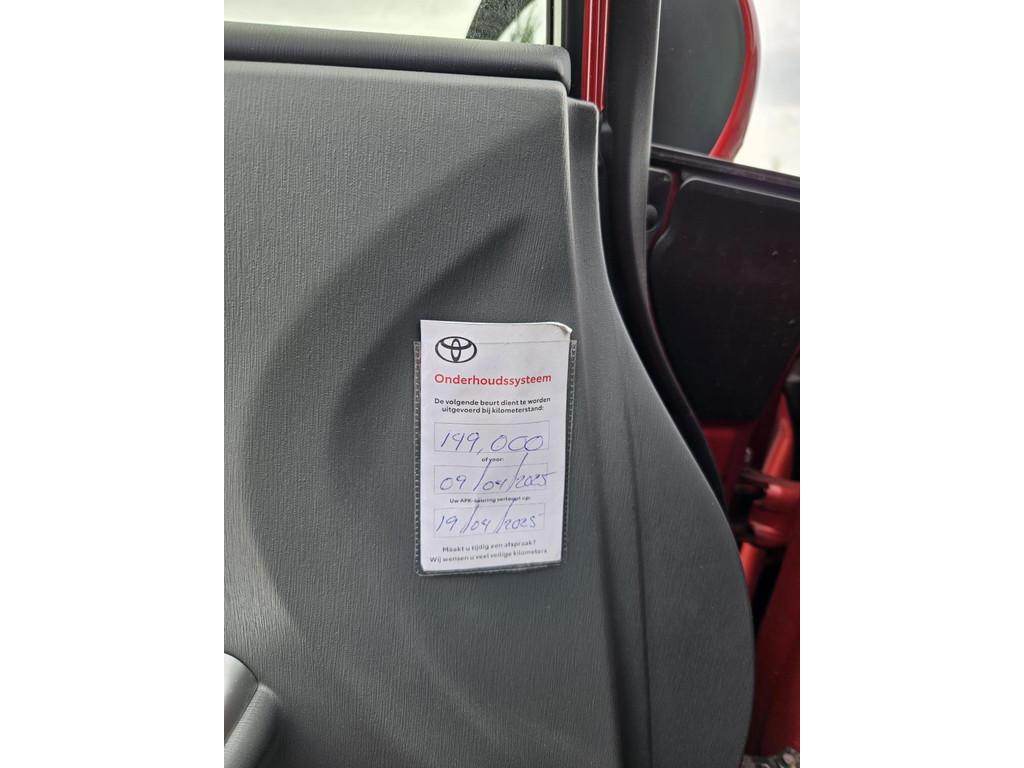 Onderhoudssysteem
De volgende beurt dient te worden
uitgevoerd bij kilometerstand:
199,000
of voor:
09/04/2025
Uw APK-keuring verloopt op:
19/04/2025
Maakt u tijdig een afspraak?
Wij wensen u veel veilige kilometers